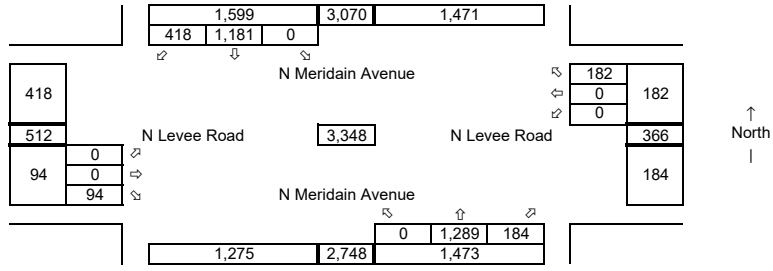 1,599 3,070 1,471
418 1,181 0
N Meridain Avenue
182
418 0 182
0
512 N Levee Road 3,348 N Levee Road 366
↑
North
|
0
94 0 184
94
N Meridain Avenue
0 1,289 184
1,275 2,748 1,473